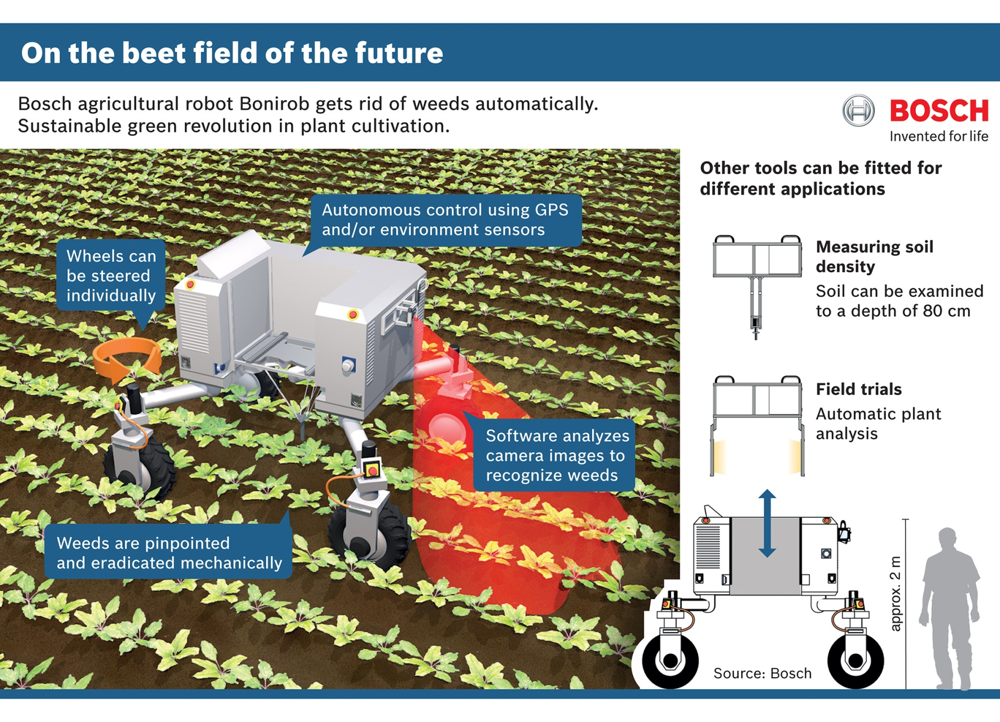 On the beet field of the future
Bosch agricultural robot Bonirob gets rid of weeds automatically.
Sustainable green revolution in plant cultivation.
BOSCH
Invented for life
Other tools can be fitted for
different applications
Autonomous control using GPS
and/or environment sensors
Wheels can
be steered
individually
Measuring soil
density
Soil can be examined
to a depth of 80 cm
Field trials
Automatic plant
analysis
Software analyzes
camera images to
recognize weeds
Weeds are pinpointed
and eradicated mechanically
approx. 2 m
Source: Bosch